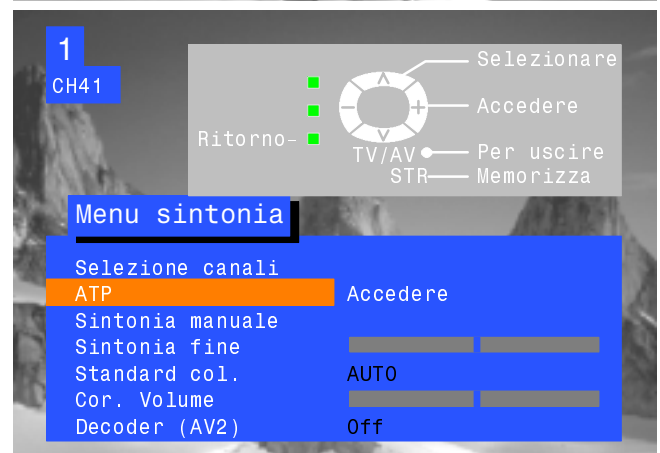 1
CH41
Selezionare
Accedere
Ritorno-
TV/AV Per uscire
STR Memorizza
Menu sintonia
Selezione canali
ATP Accedere
Sintonia manuale
Sintonia fine
Standard col. AUTO
Cor. Volume
Decoder (AV2) Off